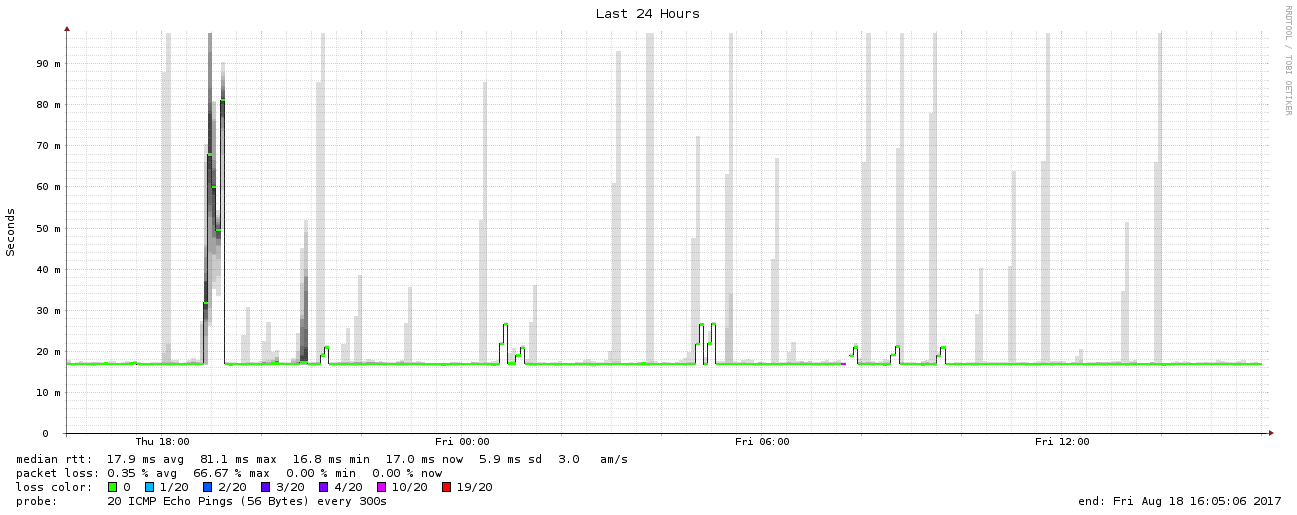 Last 24 Hours
RRDTOOL / TOBI OETIKER
Seconds
90 m
80 m
70 m
60 m
50 m
40 m
30 m
20 m
10 m
0
Thu 18:00 Fri 00:00 Fri 06:00 Fri 12:00
median rtt: 17.9 ms avg 81.1 ms max 16.8 ms min 17.0 ms now 5.9 ms sd 3.0 am/s
packet loss: 0.35 % avg 66.67 % max 0.00 % min 0.00 % now
loss color: 0 1/20 2/20 3/20 4/20 10/20 19/20
probe: 20 ICMP Echo Pings (56 Bytes) every 300s end: Fri Aug 18 16:05:06 2017